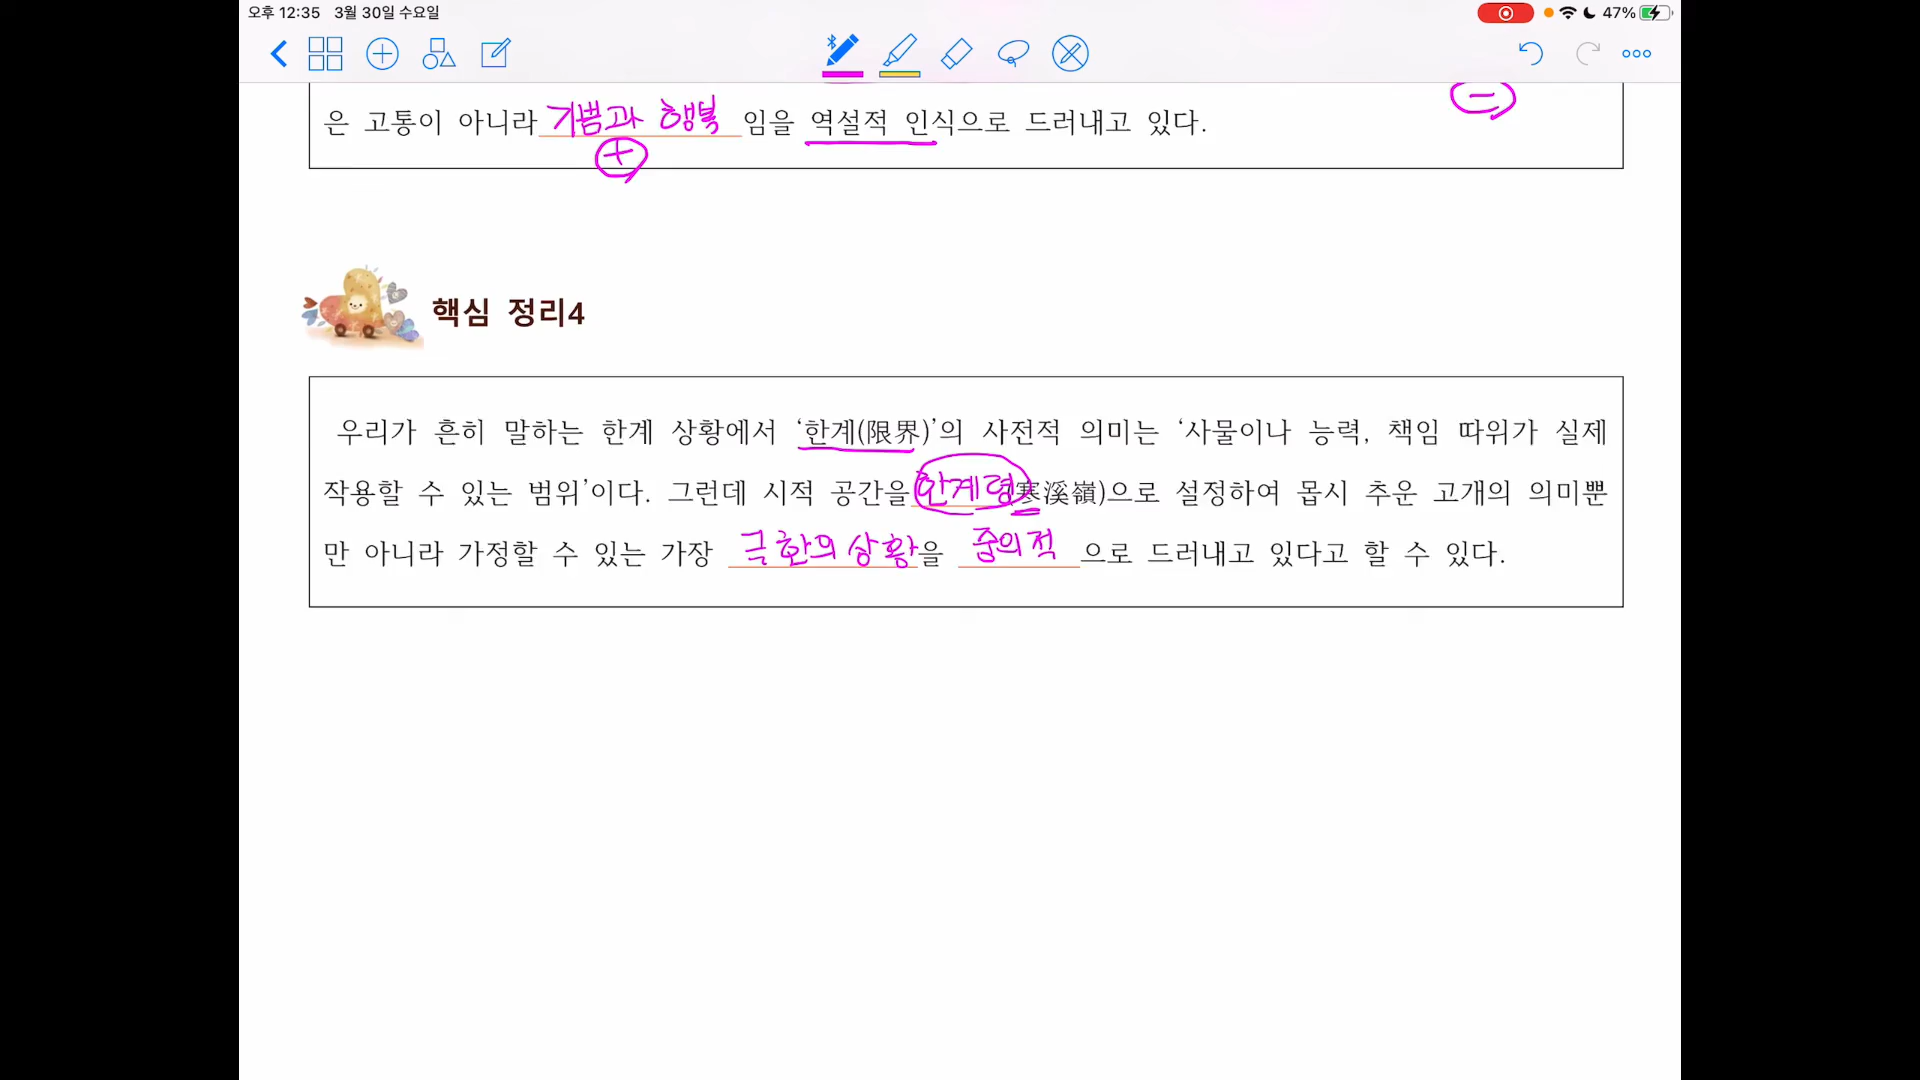 오후 12:35 3월 30일 수요일 47%
은 고통이 아니라 기쁨과 행복 임을 역설적 인식으로 드러내고 있다.
핵심 정리4
우리가 흔히 말하는 한계 상황에서 ‘한계(限界)’의 사전적 의미는 ‘사물이나 능력, 책임 따위가 실제
작용할 수 있는 범위’이다. 그런데 시적 공간을 한계령(寒溪嶺)으로 설정하여 몹시 추운 고개의 의미뿐
만 아니라 가정할 수 있는 가장 극한의 상황을 중의적 으로 드러내고 있다고 할 수 있다.